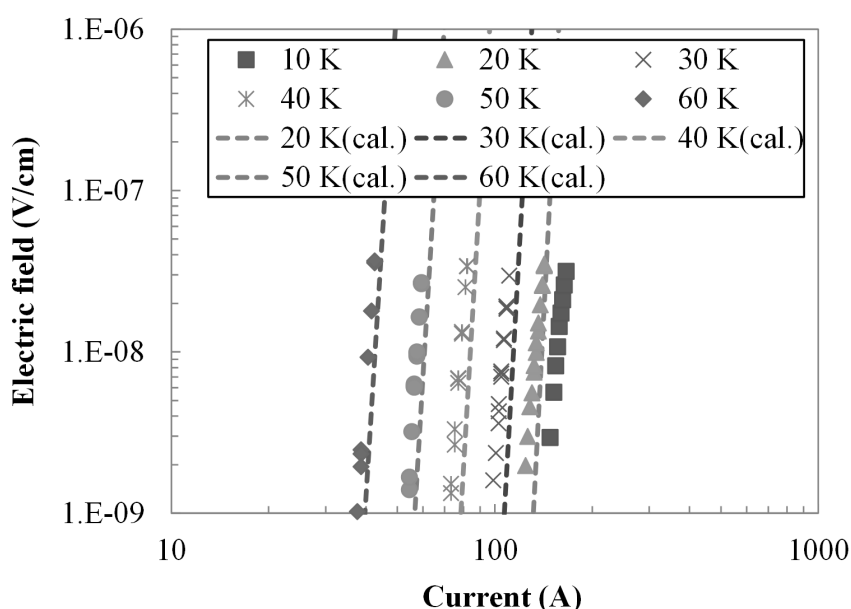 1.E-06
10 K 20 K 30 K
40 K 50 K 60 K
20 K(cal.) 30 K(cal.) 40 K(cal.)
50 K(cal.) 60 K(cal.)
1.E-07
1.E-08
1.E-09
10 100 1000
Electric field (V/cm)
Current (A)